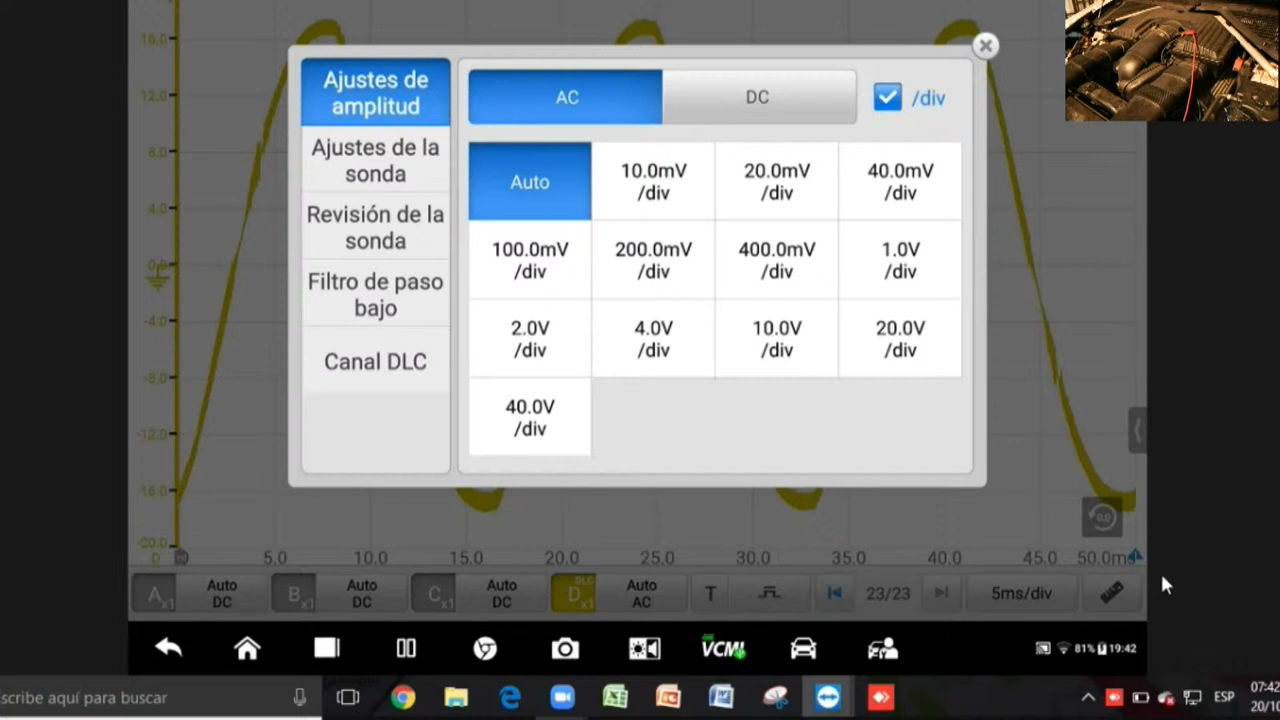 16.0
12.0
8.0
4.0
0.0
-4.0
-8.0
-12.0
-16.0
-20.0
D
Ajustes de
amplitud
Ajustes de la
sonda
Revisión de la
sonda
Filtro de paso
bajo
Canal DLC
AC DC /div
Auto 10.0mV /div 20.0mV /div 40.0mV /div
100.0mV /div 200.0mV /div 400.0mV /div 1.0V /div
2.0V /div 4.0V /div 10.0V /div 20.0V /div
40.0V /div
0.0
5.0 10.0 15.0 20.0 25.0 30.0 35.0 40.0 45.0 50.0ms
A x1 Auto DC B x1 Auto DC C x1 Auto DC DLC D x1 Auto AC T 23/23 5ms/div
VCMI 81% 19:42
scribe aquí para buscar ESP 07:42
20/10